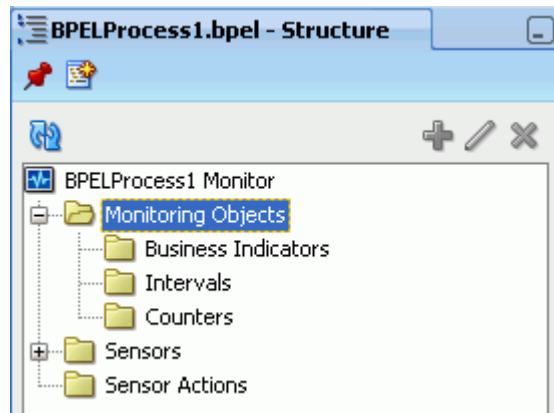 BPELProcess1.bpel - Structure
BPELProcess1 Monitor
Monitoring Objects
Business Indicators
Intervals
Counters
Sensors
Sensor Actions